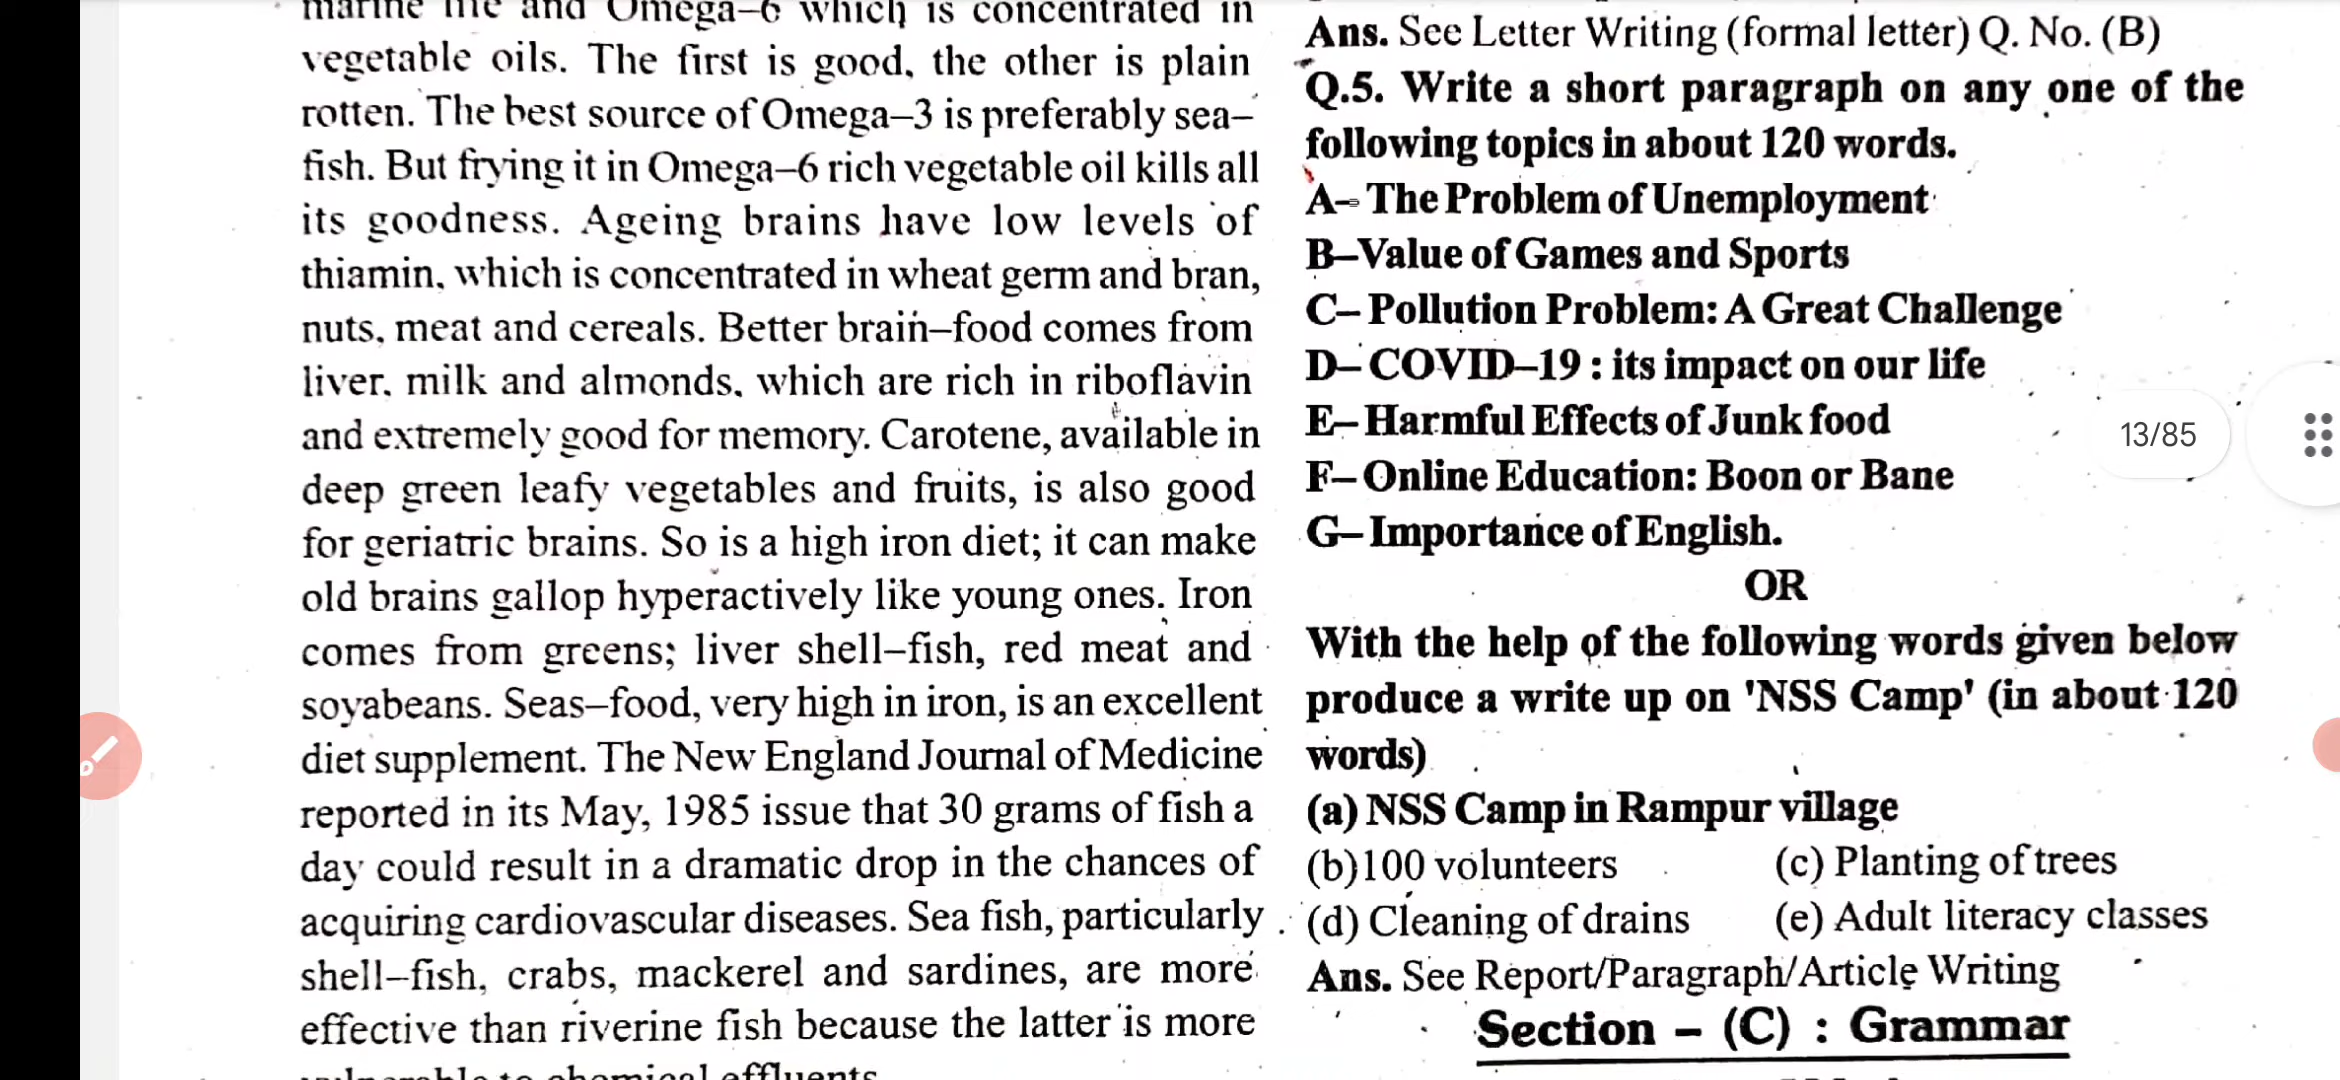 marine life and Omega–6 which is concentrated in
vegetable oils. The first is good, the other is plain
rotten. The best source of Omega–3 is preferably sea–
fish. But frying it in Omega–6 rich vegetable oil kills all
its goodness. Ageing brains have low levels of
thiamin, which is concentrated in wheat germ and bran,
nuts, meat and cereals. Better brain–food comes from
liver, milk and almonds, which are rich in riboflavin
and extremely good for memory. Carotene, available in
deep green leafy vegetables and fruits, is also good
for geriatric brains. So is a high iron diet; it can make
old brains gallop hyperactively like young ones. Iron
comes from greens; liver shell–fish, red meat and
soyabeans. Seas–food, very high in iron, is an excellent
diet supplement. The New England Journal of Medicine
reported in its May, 1985 issue that 30 grams of fish a
day could result in a dramatic drop in the chances of
acquiring cardiovascular diseases. Sea fish, particularly
shell–fish, crabs, mackerel and sardines, are more
effective than riverine fish because the latter is more
vulnerable to chemical effluents.
Ans. See Letter Writing (formal letter) Q. No. (B)
Q.5. Write a short paragraph on any one of the
following topics in about 120 words.
A– The Problem of Unemployment
B–Value of Games and Sports
C– Pollution Problem: A Great Challenge
D– COVID–19 : its impact on our life
E– Harmful Effects of Junk food
F– Online Education: Boon or Bane
G– Importance of English.
OR
With the help of the following words given below
produce a write up on 'NSS Camp' (in about 120
words)
(a) NSS Camp in Rampur village
(b)100 volunteers (c) Planting of trees
(d) Cleaning of drains (e) Adult literacy classes
Ans. See Report/Paragraph/Article Writing
Section – (C) : Grammar
13/85